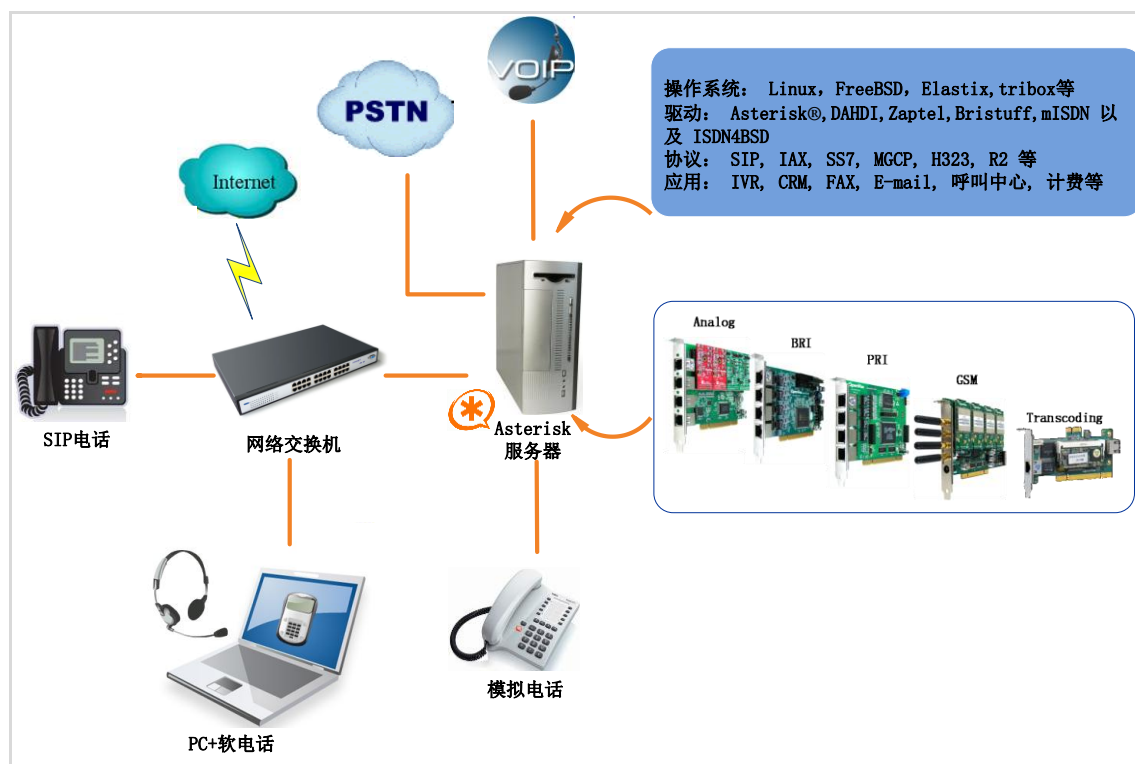 VOIP
PSTN
Internet
操作系统： Linux，FreeBSD，Elastix,tribox等
驱动： Asterisk®,DAHDI,Zaptel,Bristuff,mISDN 以
及 ISDN4BSD
协议： SIP, IAX, SS7, MGCP, H323, R2 等
应用： IVR, CRM, FAX, E-mail, 呼叫中心, 计费等
Analog
BRI
PRI
GSM
Transcoding
SIP电话
网络交换机
Asterisk
服务器
PC+软电话
模拟电话